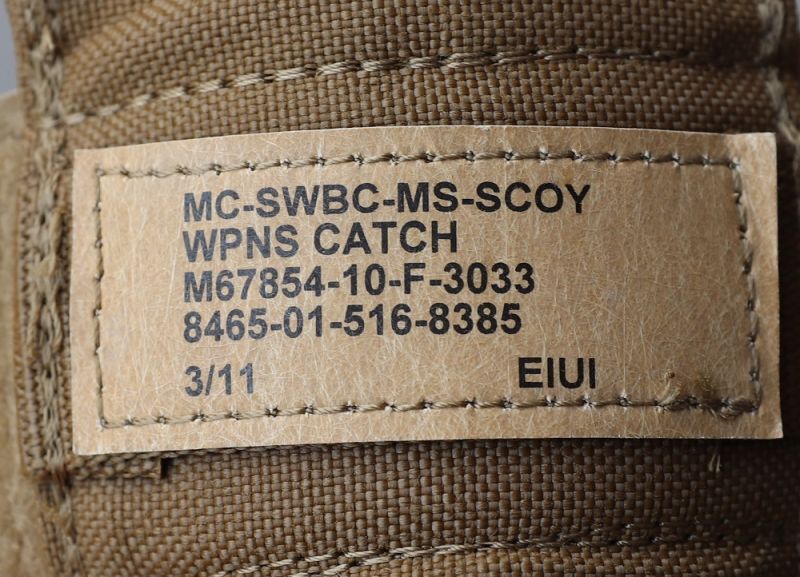 MC-SWBC-MS-SCOY
WPNS CATCH
M67854-10-F-3033
8465-01-516-8385
3/11 EIUI